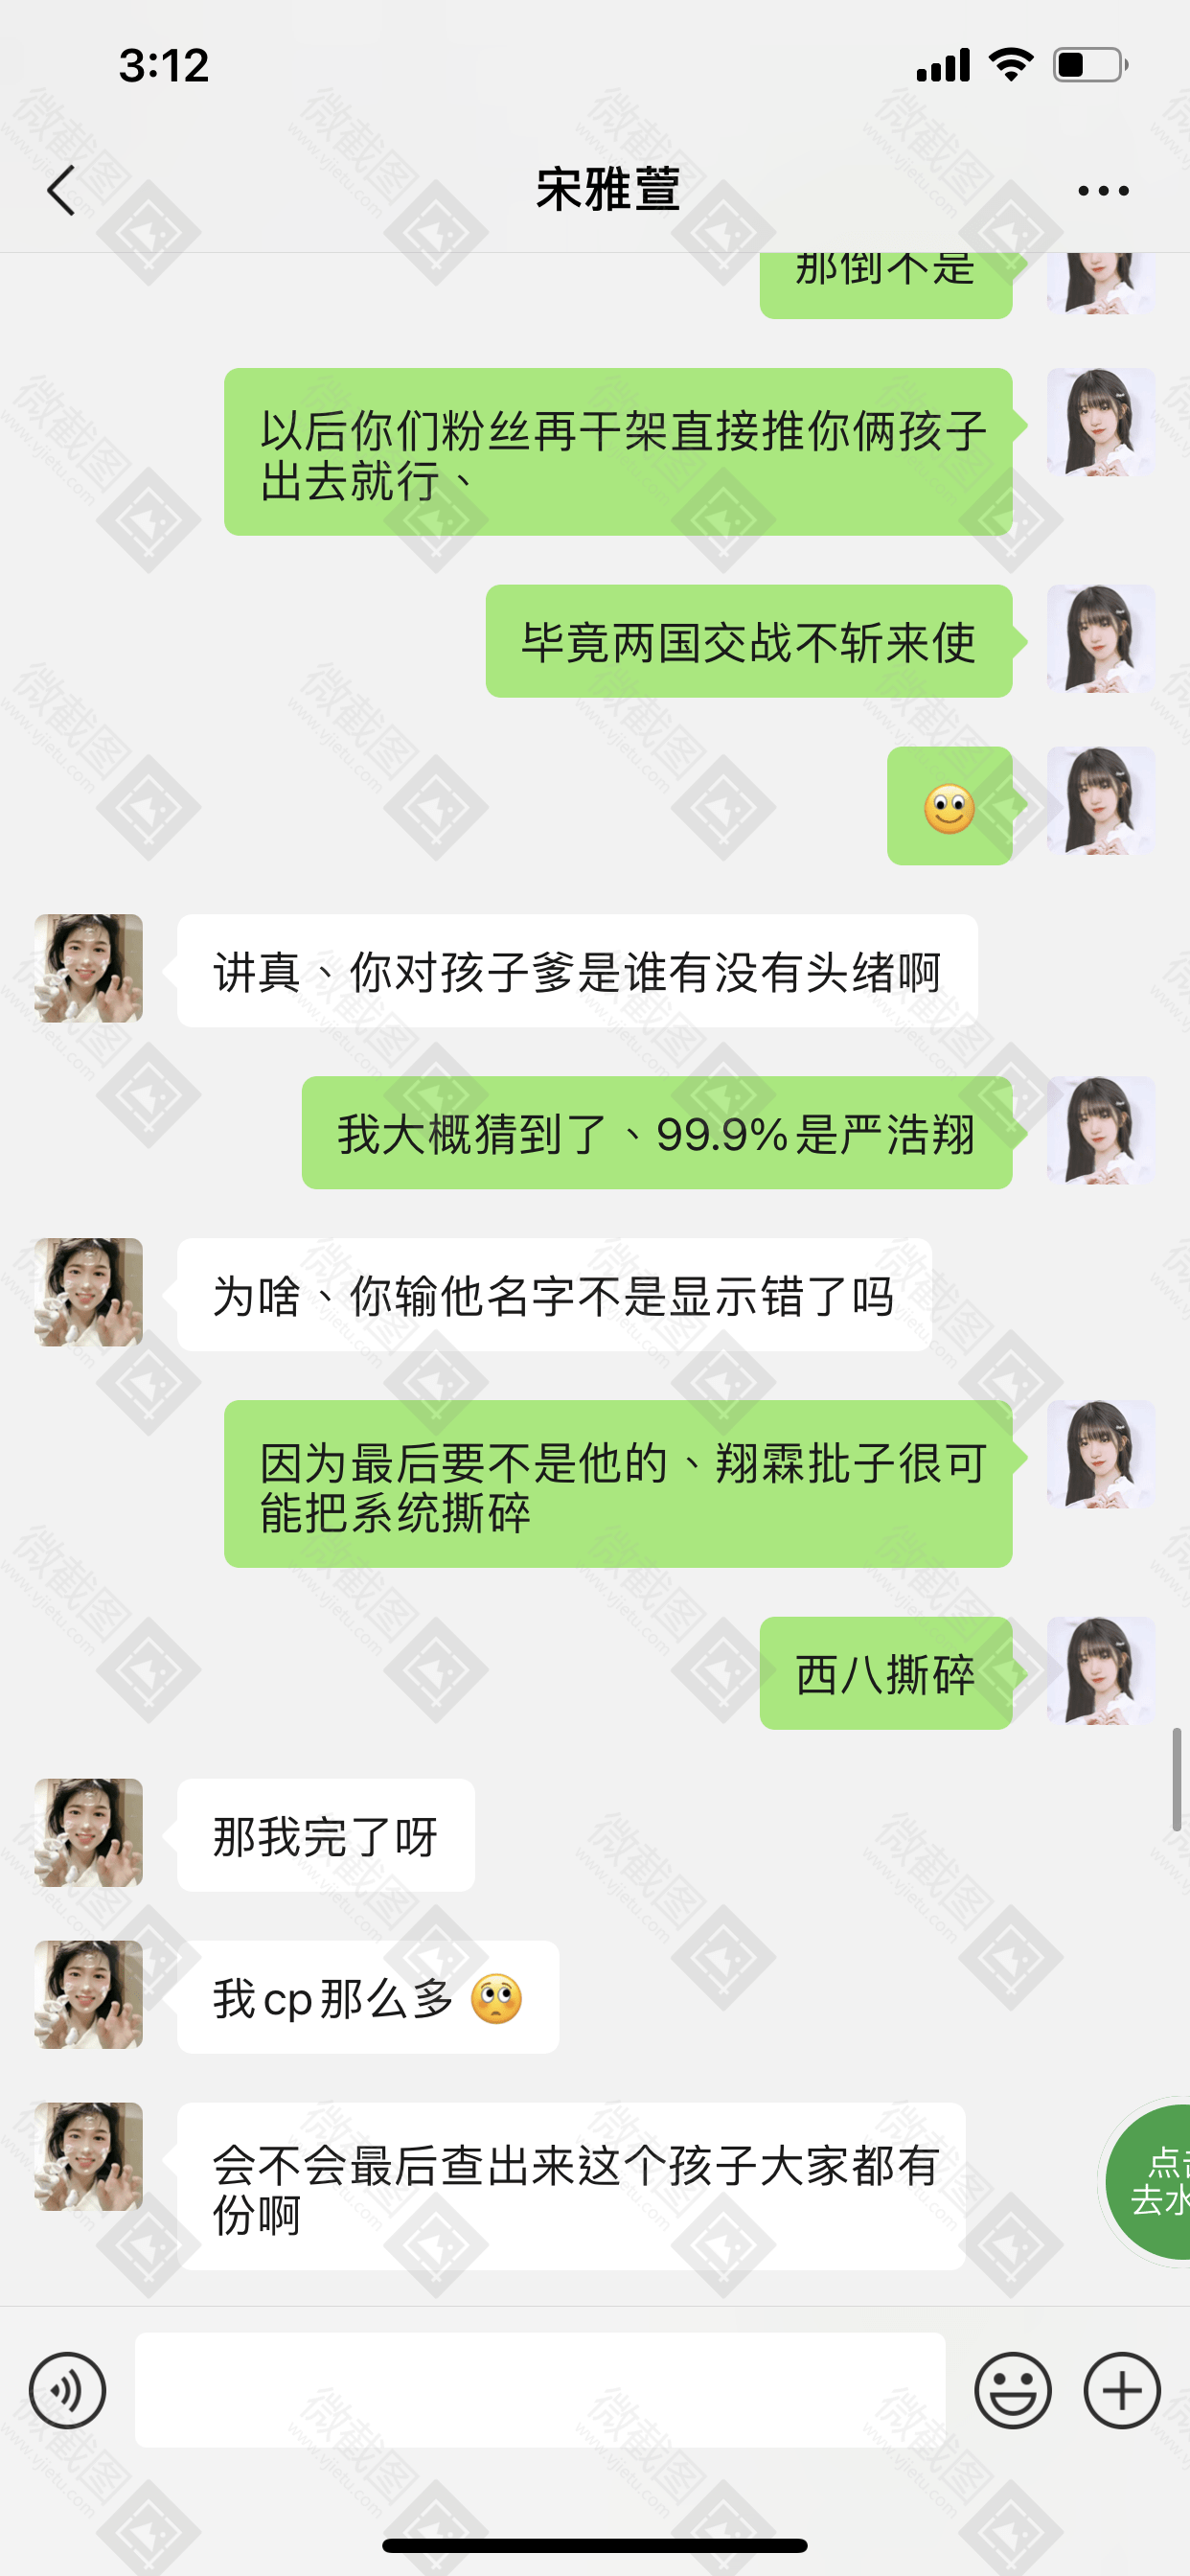 3:12
宋雅萱
那倒不是
以后你们粉丝再干架直接推你俩孩子
出去就行、
毕竟两国交战不斩来使
讲真、你对孩子爹是谁有没有头绪啊
我大概猜到了、99.9%是严浩翔
为啥、你输他名字不是显示错了吗
因为最后要不是他的、翔霖批子很可
能把系统撕碎
西八撕碎
那我完了呀
我cp那么多
会不会最后查出来这个孩子大家都有
份啊
点击
去水
微截图
www.vjietu.com